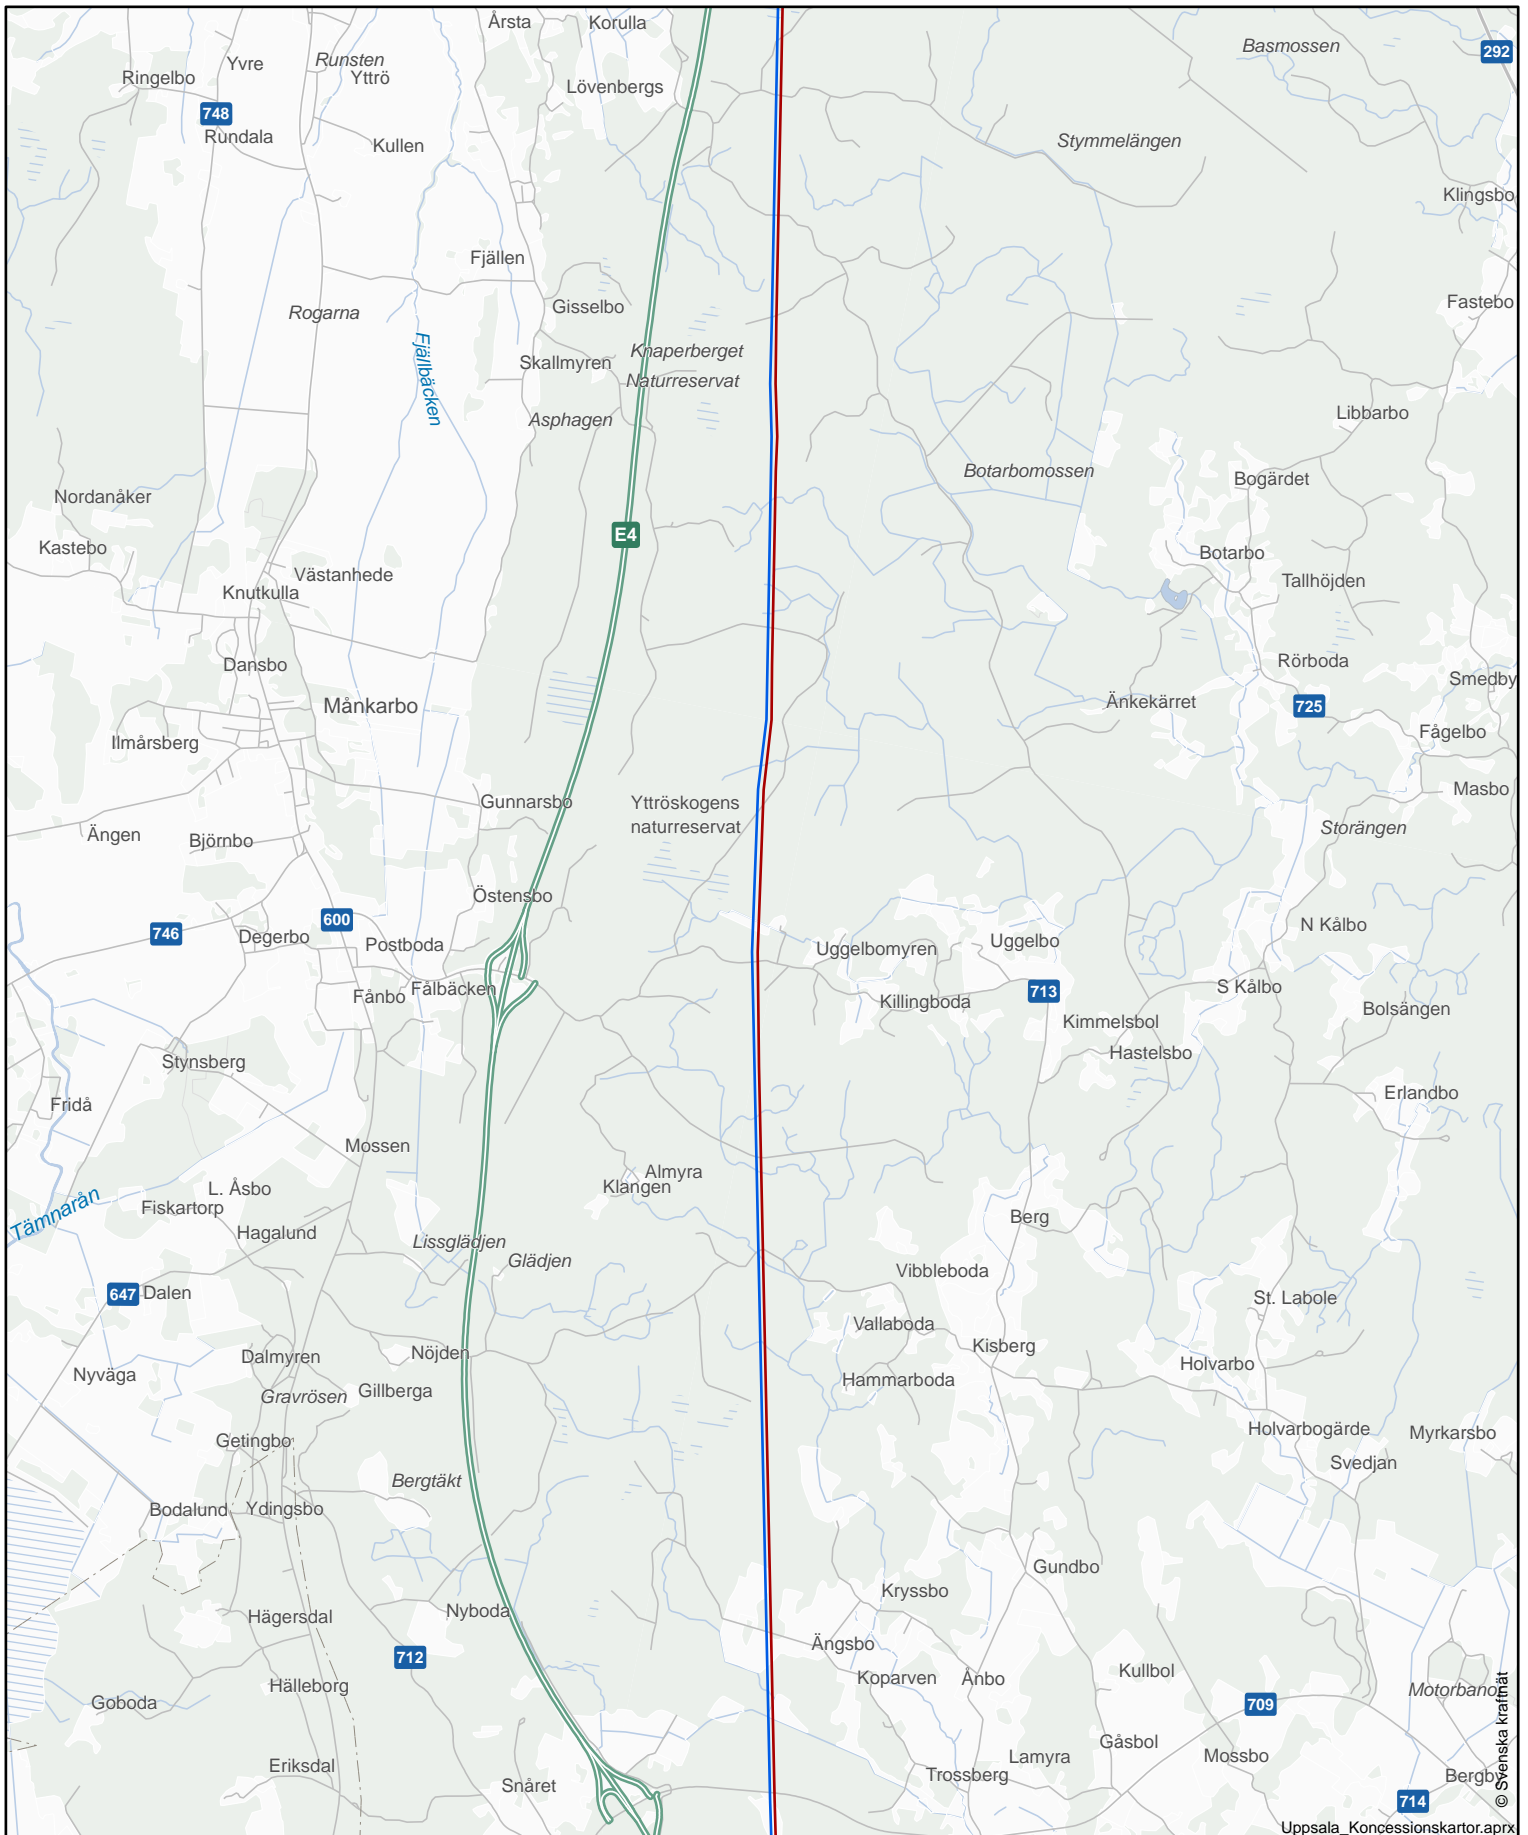 Årsta
Korulla
Basmossen
292
Yvre
Runsten
Yttrö
Ringelbo
Lövenbergs
748
Rundala
Kullen
Stymmelängen
Klingsbo
Fjällen
Gisselbo
Fastebo
Rogarna
Fjällbäcken
Knaperberget
Naturreservat
Skallmyren
Asphagen
Libbarbo
Botarbomossen
Bogärdet
Nordanåker
E4
Kastebo
Botarbo
Västanhede
Tallhöjden
Knutkulla
Dansbo
Rörboda
Smedby
Månkarbo
Änkekärret
725
Ilmårsberg
Fågelbo
Masbo
Gunnarsbo
Yttröskogens
naturreservat
Ängen
Björnbo
Storängen
Östensbo
600
746
Degerbo
Postboda
N Kålbo
Uggelbomyren
Uggelbo
Fånbo
Fålbäcken
713
S Kålbo
Killingboda
Kimmelsbol
Bolsängen
Stynsberg
Hastelsbo
Fridå
Erlandbo
Mossen
Almyra
Klangen
L. Åsbo
Fiskartorp
Tämnarån
Berg
Hagalund
Lissglädjen
Glädjen
Vibbleboda
647
Dalen
St. Labole
Vallaboda
Kisberg
Dalmyren
Nöjden
Holvarbo
Nyväga
Gravrösen
Gillberga
Hammarboda
Getingbo
Holvarbogärde
Myrkarsbo
Bergtäkt
Svedjan
Bodalund
Ydingsbo
Gundbo
Kryssbo
Hägersdal
Nyboda
Ängsbo
712
Koparven
Ånbo
Kullbol
Hälleborg
Goboda
709
Motorbanor
Gåsbol
Lamyra
Mossbo
Eriksdal
Snåret
Trossberg
Bergby
714
© Svenska kraftnät
Uppsala_Koncessionskartor.aprx